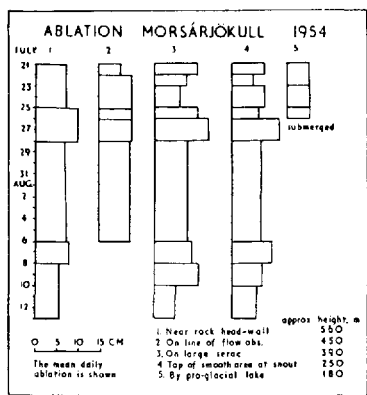 ABLATION MORSÁRJÖKULL 1954
JULY 1 2 3 4 5
21
23
25
27
29
31
AUG.
2
4
6
8
10
12
submerged
0 5 10 15 CM
The mean daily
ablation is shown
approx height, m
1. Near rock head-wall 560
2 On line of flow obs. 450
3. On large serac 390
4 Top of smooth area at snout 250
5. By pro-glacial lake 180